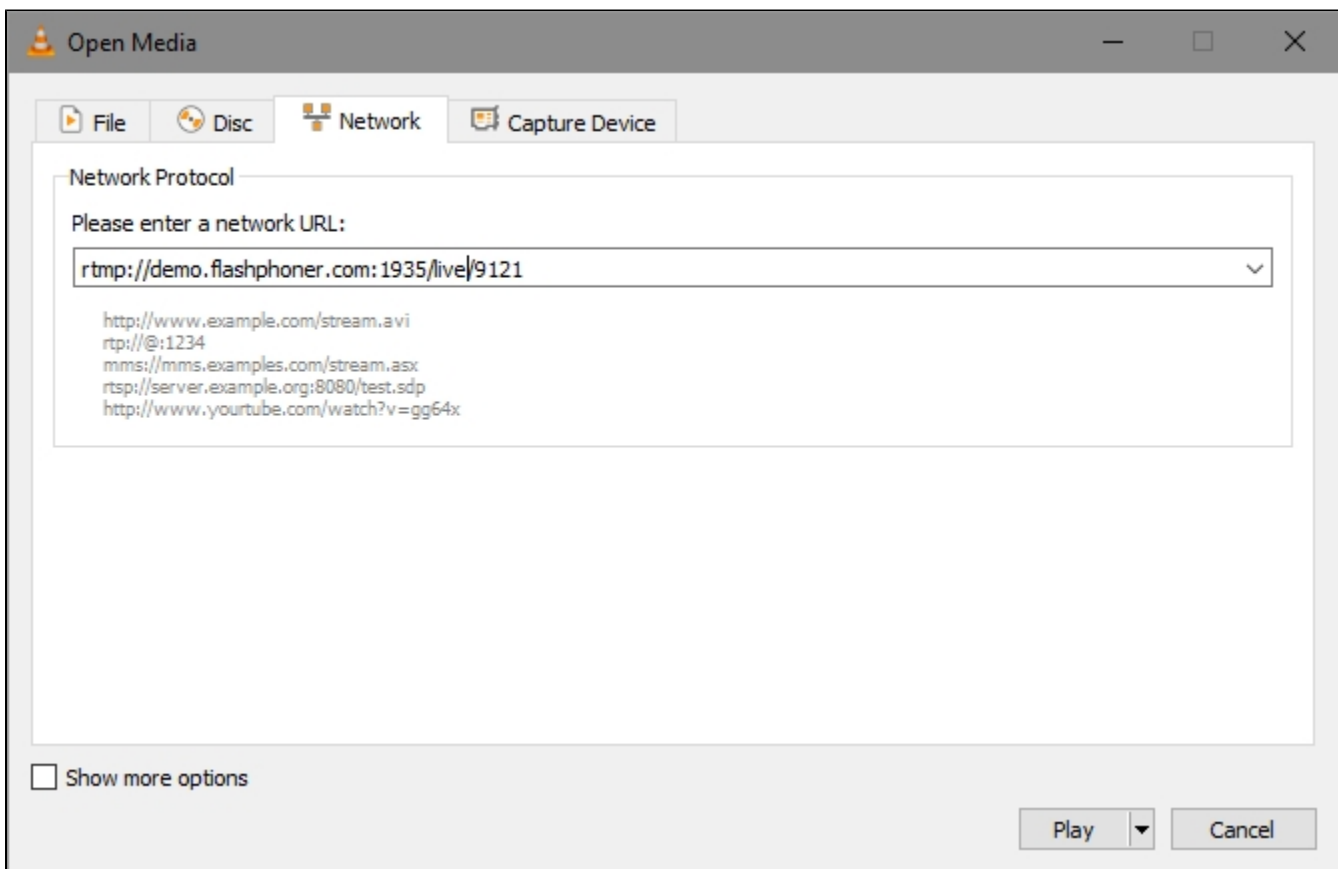 Open Media
File Disc Network Capture Device
Network Protocol
Please enter a network URL:
rtmp://demo.flashphoner.com:1935/live/9121
http://www.example.com/stream.avi
rtp://@:1234
mms://mms.examples.com/stream.asx
rtsp://server.example.org:8080/test.sdp
http://www.yourtube.com/watch?v=gg64x
Show more options
Play Cancel